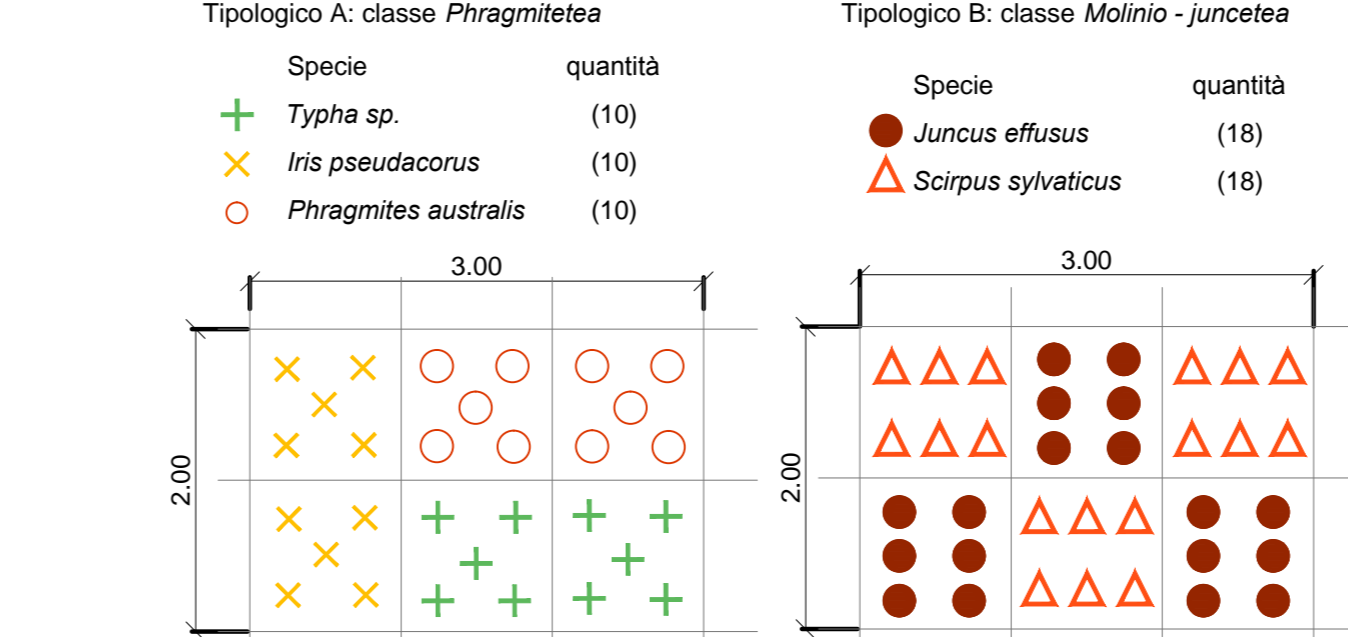 Tipologico A: classe Phragmitetea
Specie quantità
Typha sp. (10)
Iris pseudacorus (10)
Phragmites australis (10)
3.00
2.00
Tipologico B: classe Molinio - juncetea
Specie quantità
Juncus effusus (18)
Scirpus sylvaticus (18)
3.00
2.00